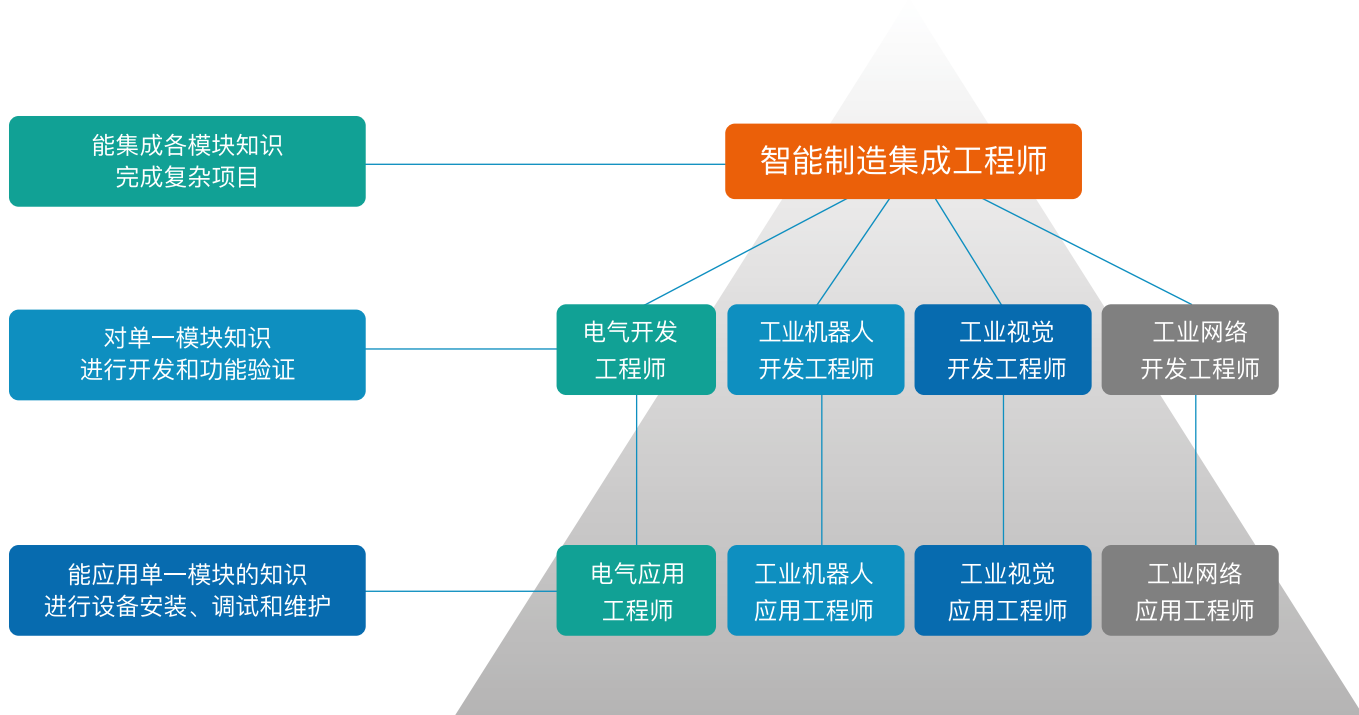 能集成各模块知识
完成复杂项目
智能制造集成工程师
对单一模块知识
进行开发和功能验证
电气开发
工程师
工业机器人
开发工程师
工业视觉
开发工程师
工业网络
开发工程师
能应用单一模块的知识
进行设备安装、调试和维护
电气应用
工程师
工业机器人
应用工程师
工业视觉
应用工程师
工业网络
应用工程师